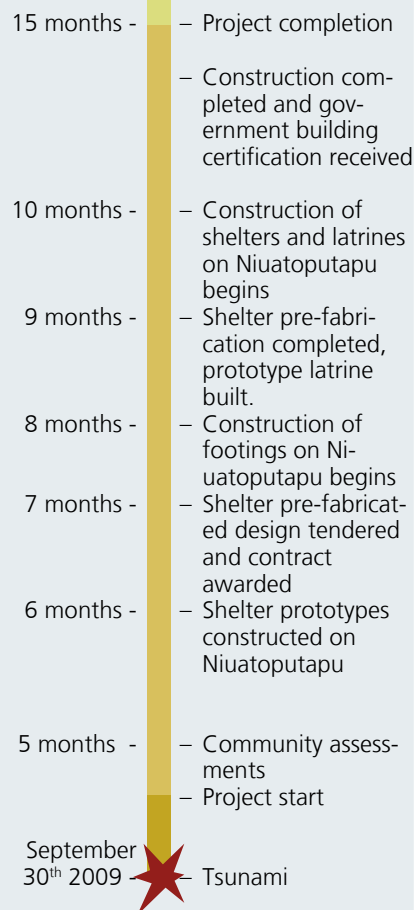 15 months - – Project completion
– Construction com-
pleted and gov-
ernment building
certification received
10 months - – Construction of
shelters and latrines
on Niuatoputapu
begins
9 months - – Shelter pre-fabri-
cation completed,
prototype latrine
built.
8 months - – Construction of
footings on Ni-
uatoputapu begins
7 months - – Shelter pre-fabricat-
ed design tendered
and contract
awarded
6 months - – Shelter prototypes
constructed on
Niuatoputapu
5 months - – Community assess-
ments
– Project start
September
30th 2009 - – Tsunami